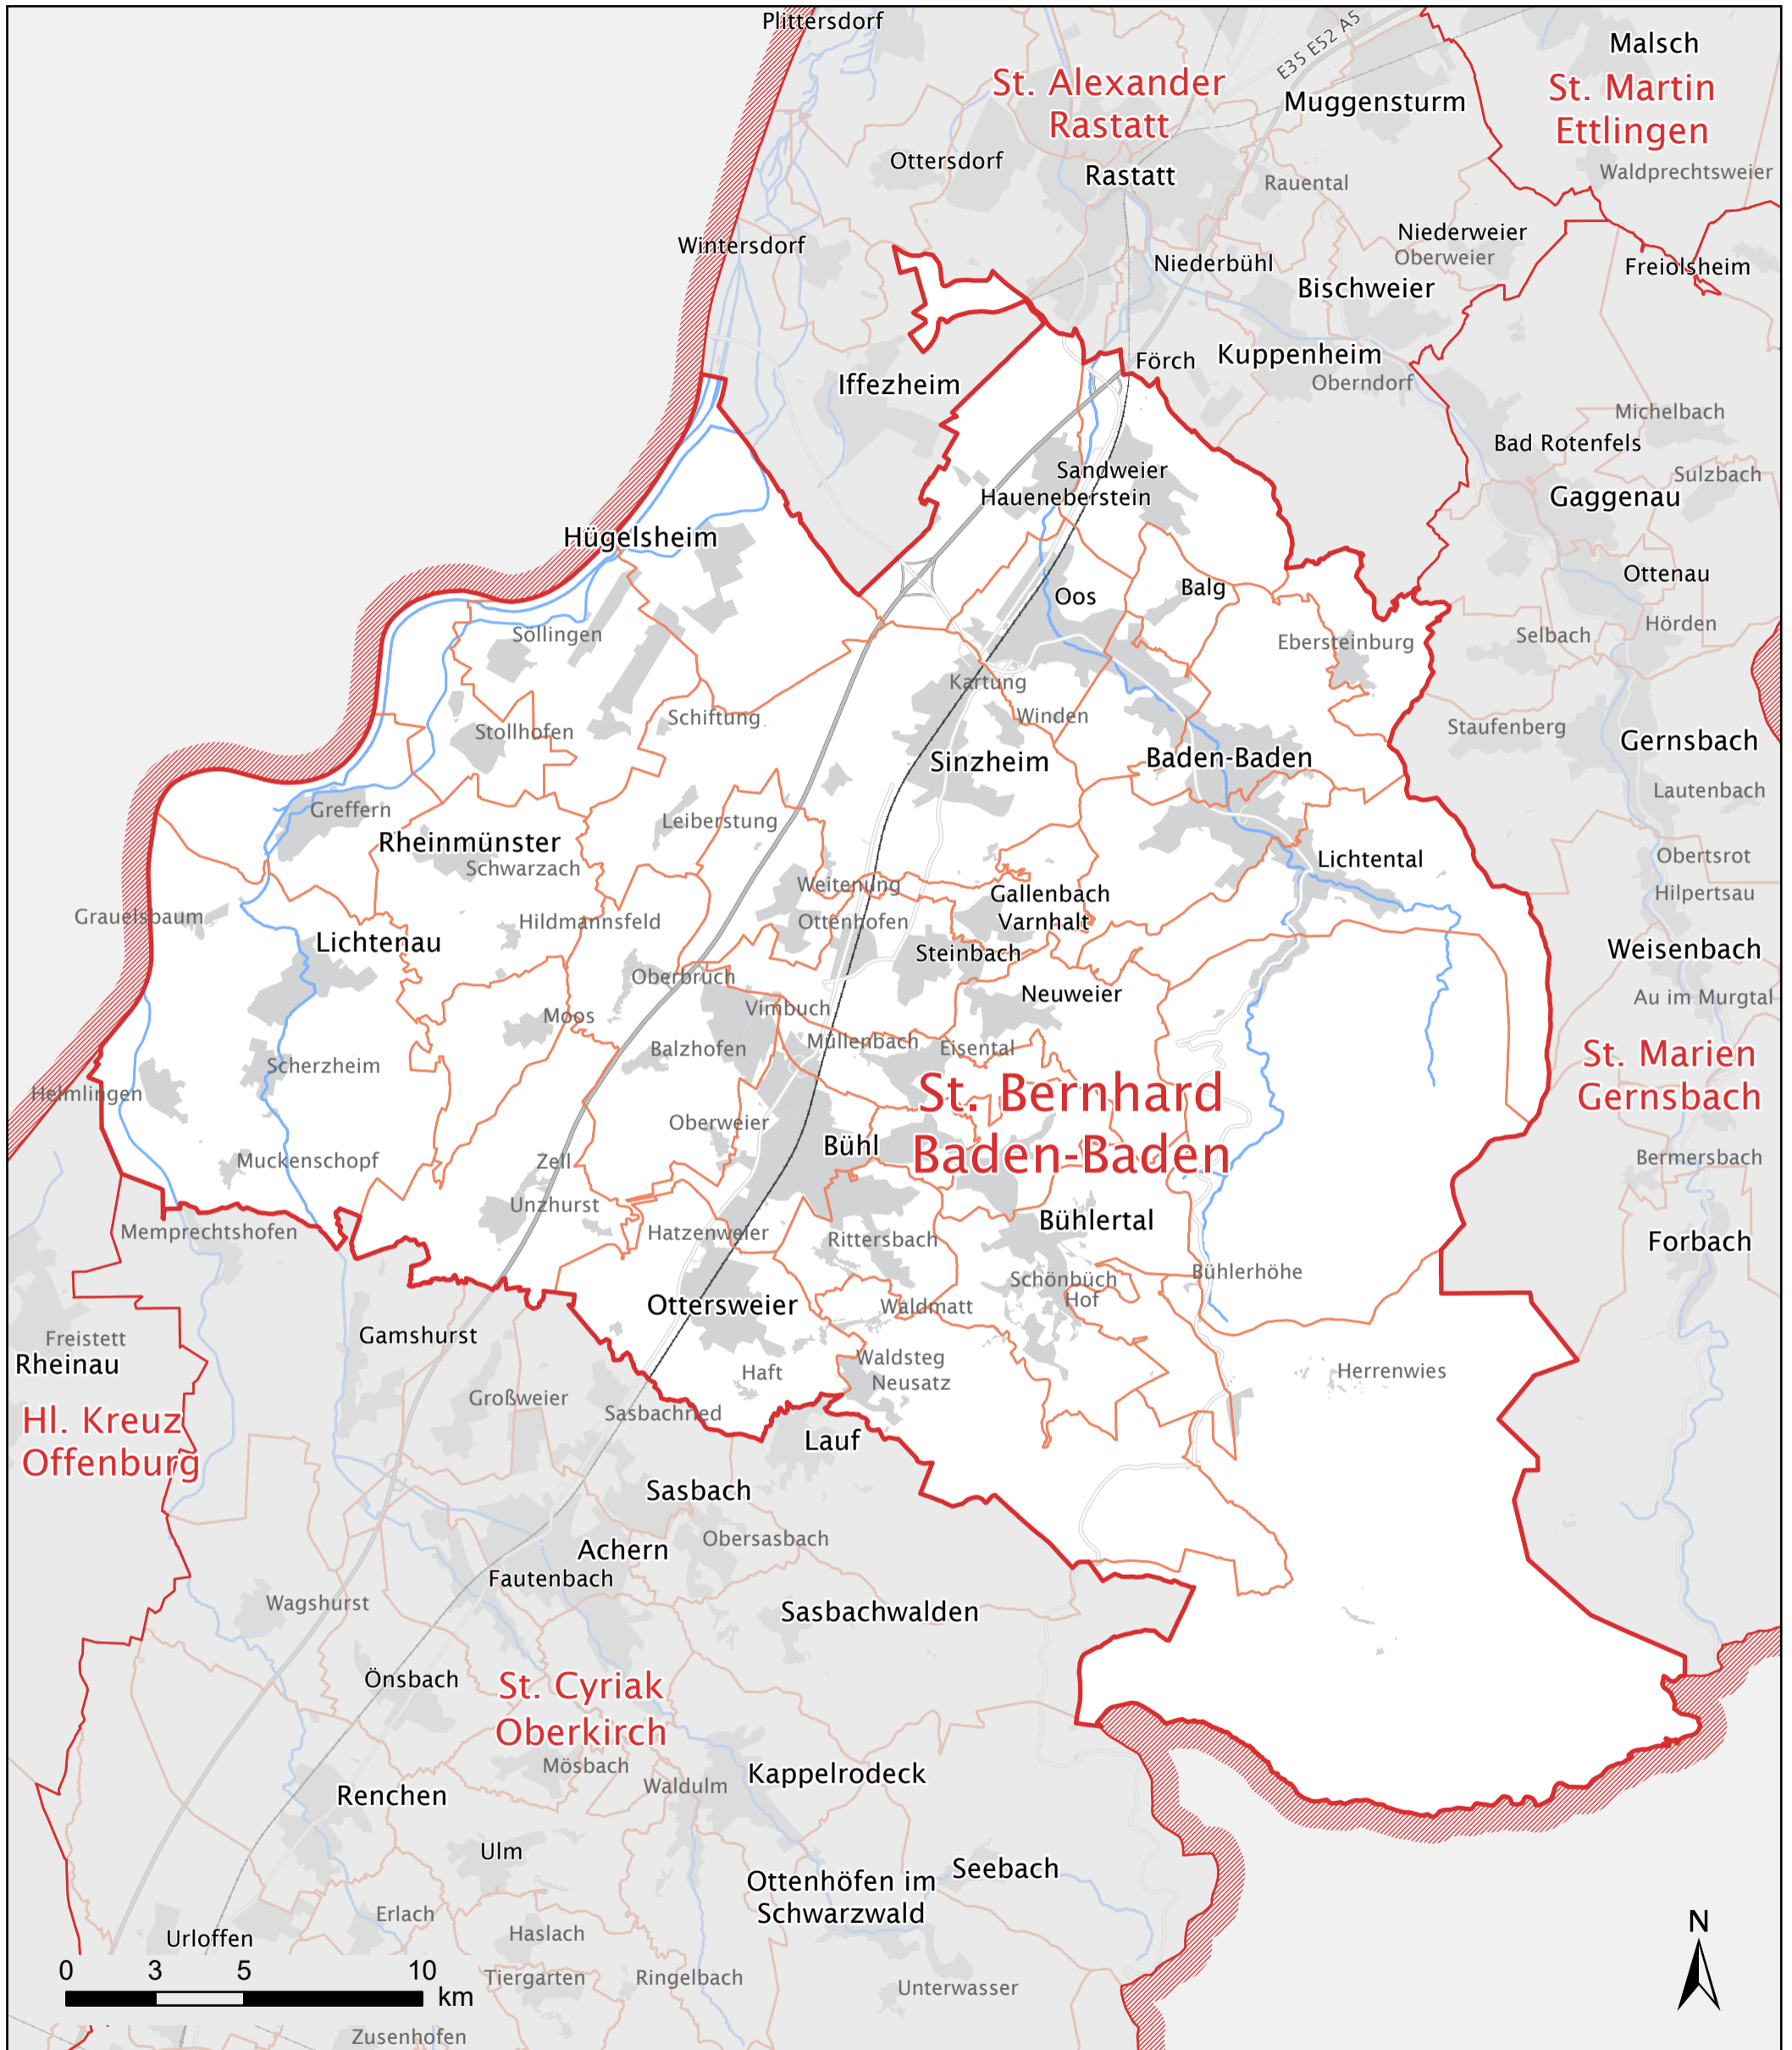 Plittersdorf
E35 E52 A5
Malsch
St. Alexander
Rastatt
St. Martin
Ettlingen
Muggensturm
Ottersdorf
Rastatt
Rauental
Waldprechtsweier
Wintersdorf
Niederweier
Oberweier
Niederbühl
Freiolsheim
Bischweier
Förch
Kuppenheim
Oberndorf
Iffezheim
Michelbach
Bad Rotenfels
Sandweier
Sulzbach
Haueneberstein
Gaggenau
Hügelsheim
Ottenau
Balg
Oos
Hörden
Söllingen
Ebersteinburg
Selbach
Kartung
Schiftung
Winden
Stollhofen
Staufenberg
Gernsbach
Sinzheim
Baden-Baden
Lautenbach
Greffern
Leiberstung
Rheinmünster
Schwarzach
Lichtental
Obertsrot
Weitenung
Gallenbach
Hilpertsau
Grauelsbaum
Hildmannsfeld
Ottenhofen
Varnhalt
Lichtenau
Steinbach
Weisenbach
Oberbruch
Neuweier
Au im Murgtal
Vimbuch
Moos
Müllenbach
Balzhofen
Eisental
St. Marien
Gernsbach
Scherzheim
Helmlingen
St. Bernhard
Baden-Baden
Oberweier
Bühl
Muckenschopf
Zell
Bermersbach
Unzhurst
Bühlertal
Memprechtshofen
Hatzenweier
Rittersbach
Forbach
Schönbüch
Hof
Bühlerhöhe
Ottersweier
Waldmatt
Gamshurst
Freistett
Rheinau
Waldsteg
Neusatz
Haft
Herrenwies
Großweier
Sasbachried
Hl. Kreuz
Offenburg
Lauf
Sasbach
Obersasbach
Achern
Fautenbach
Wagshurst
Sasbachwalden
Önsbach
St. Cyriak
Oberkirch
Mösbach
Waldulm
Kappelrodeck
Renchen
Ulm
Seebach
Ottenhöfen im
Schwarzwald
Erlach
Haslach
Urloffen
N
0 3 5 10
km
Tiergarten
Ringelbach
Unterwasser
Zusenhofen